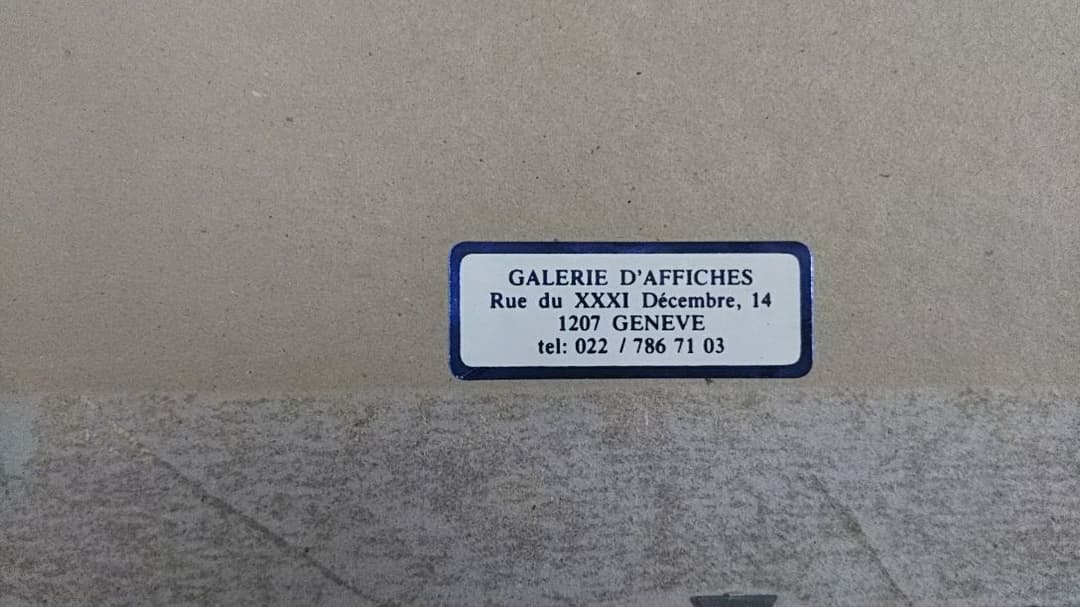 GALERIE D'AFFICHES
Rue du XXXI Décembre, 14
1207 GENEVE
tel: 022 / 786 71 03